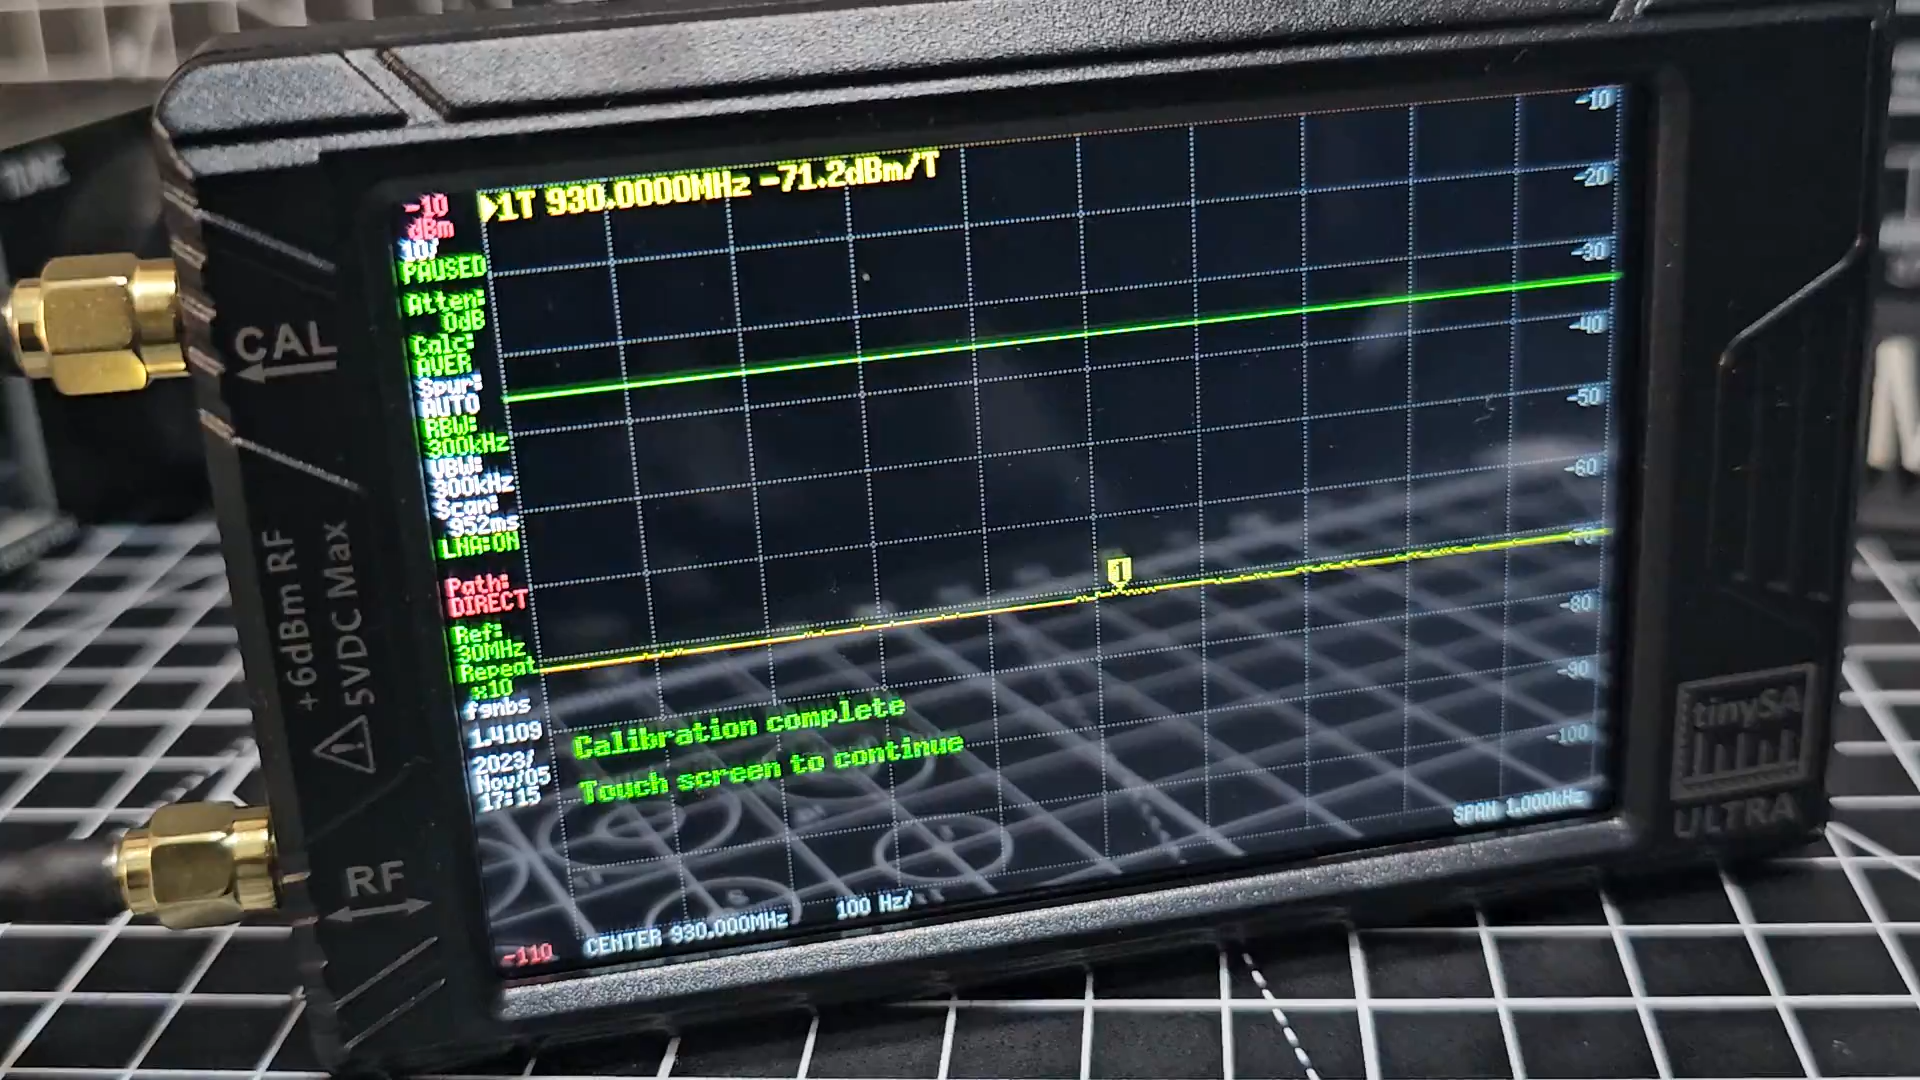 -10
▶1T 930.0000MHz -71.2dBm/T
-10
dBm
10/
PAUSED
Atten:
0dB
Calc:
AVER
Spur:
AUTO
RBW:
300kHz
VBW:
300kHz
Scan:
952ms
LNA:ON
Path:
DIRECT
Ref:
30MHz
Repeat
x10
fgnbs
1.4109
2023/
Nov/05
17:15
-20
-30
-40
-50
-60
-70
-80
-90
-100
1
Calibration complete
Touch screen to continue
SPAN 1.000kHz
-110
CENTER 930.000MHz
100 Hz/
CAL
+6dBm RF
5VDC Max
RF
tinySA
ULTRA
M